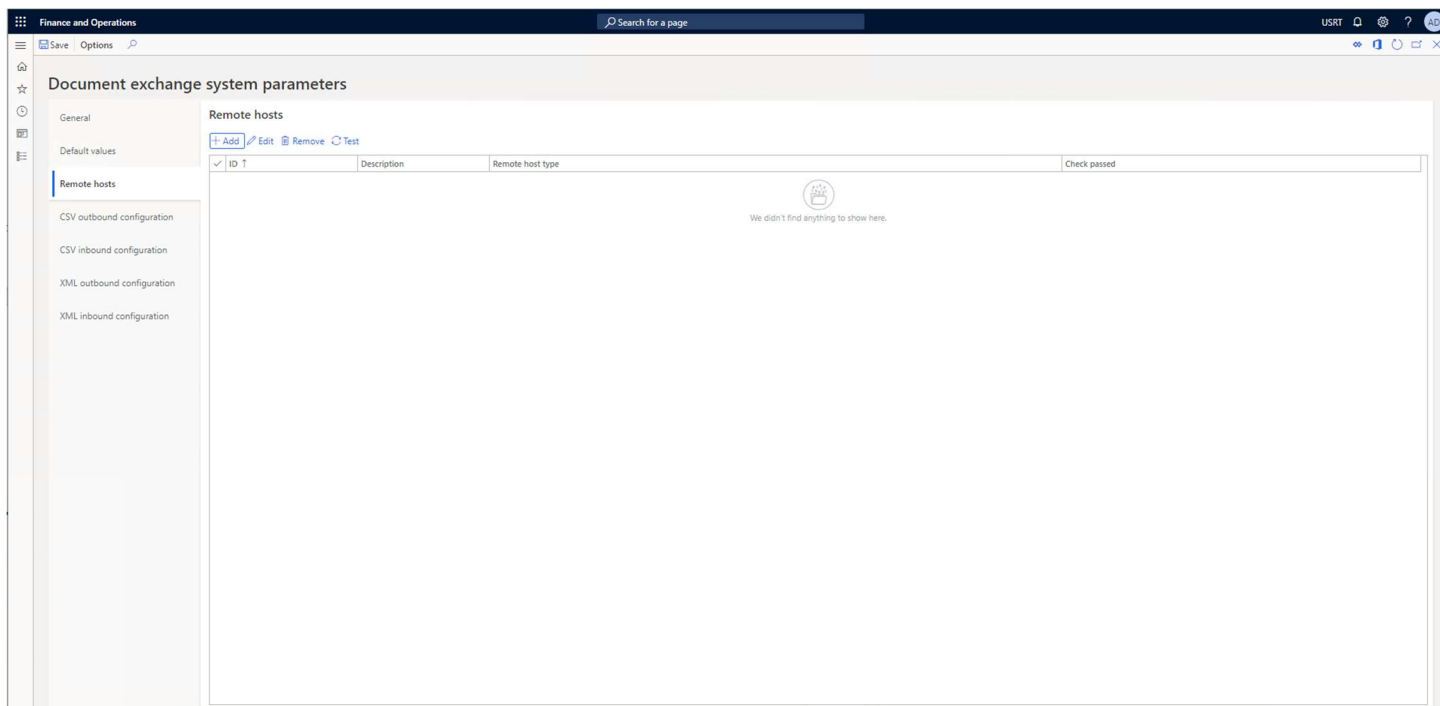 Finance and Operations Search for a page USRT ? AD
Save Options
Document exchange system parameters
General
Default values
Remote hosts
CSV outbound configuration
CSV inbound configuration
XML outbound configuration
XML inbound configuration
Remote hosts
Add Edit Remove Test
ID Description Remote host type Check passed
We didn't find anything to show here.